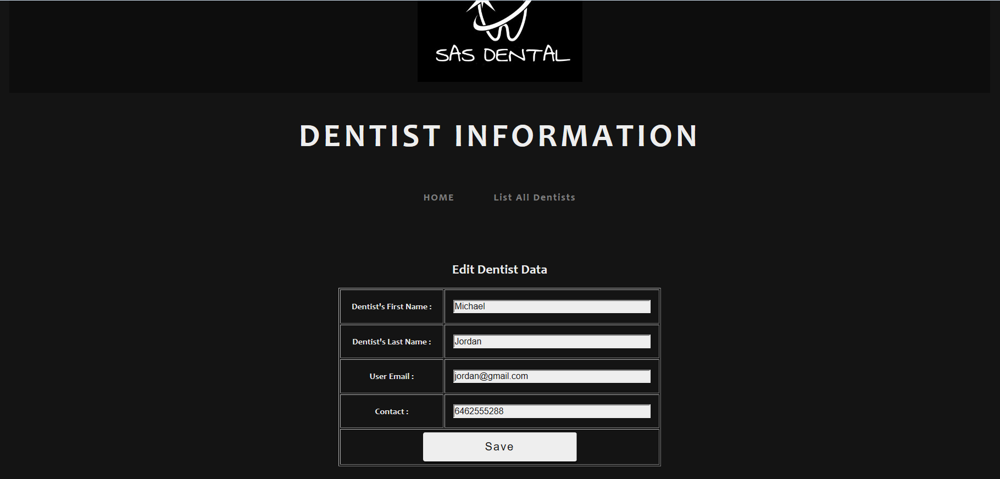 SAS DENTAL
DENTIST INFORMATION
HOME List All Dentists
Edit Dentist Data
Dentist's First Name : Michael
Dentist's Last Name : Jordan
User Email : jordan@gmail.com
Contact : 6462555288
Save